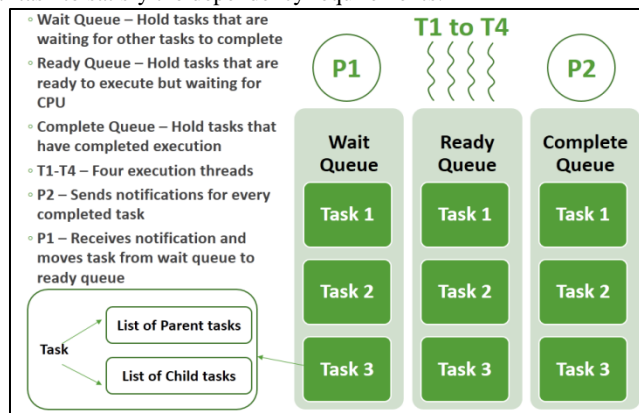 ◦ Wait Queue – Hold tasks that are
waiting for other tasks to complete
◦ Ready Queue – Hold tasks that are
ready to execute but waiting for
CPU
◦ Complete Queue – Hold tasks that
have completed execution
◦ T1-T4 – Four execution threads
◦ P2 – Sends notifications for every
completed task
◦ P1 – Receives notification and
moves task from wait queue to
ready queue
Task
List of Parent tasks
List of Child tasks
P1
T1 to T4
P2
Wait
Queue
Task 1
Task 2
Task 3
Ready
Queue
Task 1
Task 2
Task 3
Complete
Queue
Task 1
Task 2
Task 3